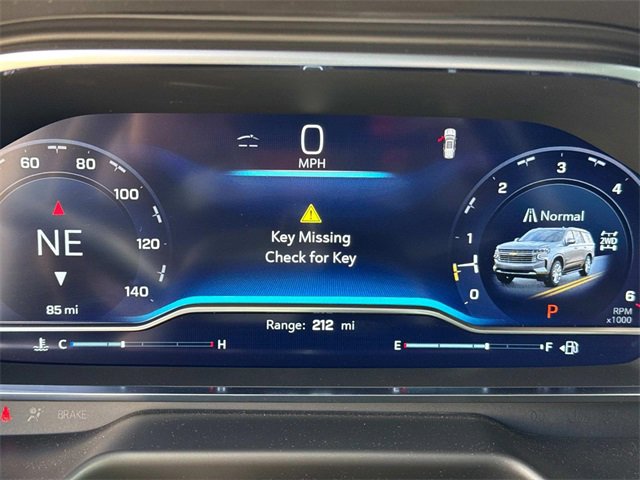 0
MPH
60
80
100
120
140
NE
85 mi
Key Missing
Check for Key
1
2
3
4
6
0
Normal
2WD
P
RPM
x1000
Range: 212 mi
C
H
E
F
BRAKE